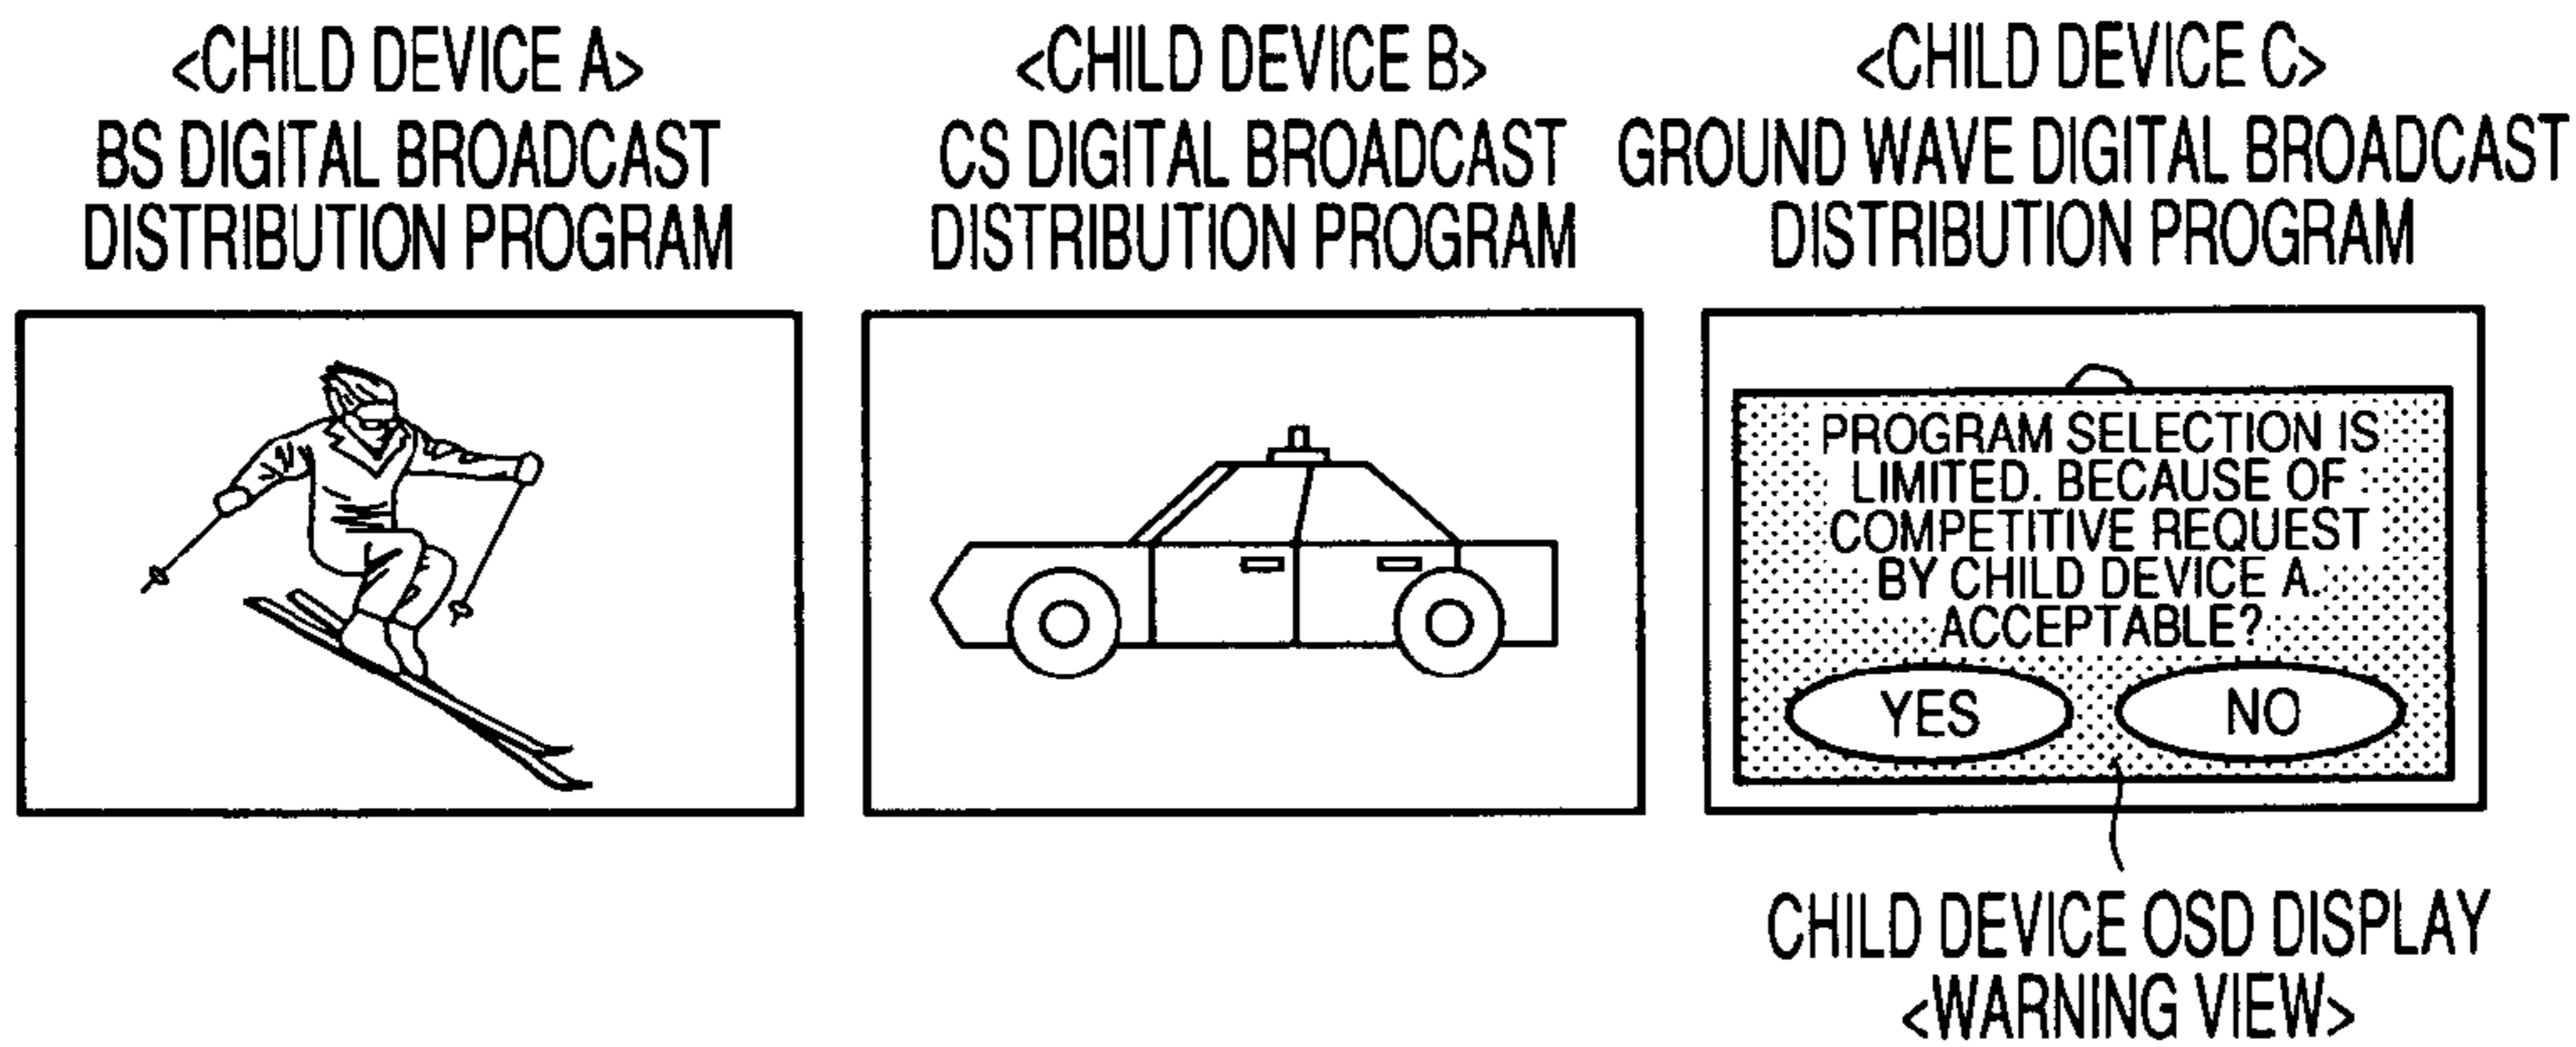 <CHILD DEVICE A>
BS DIGITAL BROADCAST
DISTRIBUTION PROGRAM
<CHILD DEVICE B>
CS DIGITAL BROADCAST
DISTRIBUTION PROGRAM
<CHILD DEVICE C>
GROUND WAVE DIGITAL BROADCAST
DISTRIBUTION PROGRAM
PROGRAM SELECTION IS
LIMITED. BECAUSE OF
COMPETITIVE REQUEST
BY CHILD DEVICE A.
ACCEPTABLE?
YES
NO
CHILD DEVICE OSD DISPLAY
<WARNING VIEW>